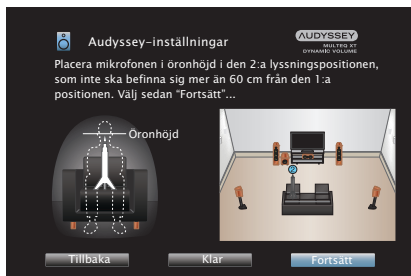 Audyssey-inställningar
AUDYSSEY
MULTEQ XT
DYNAMIC VOLUME
Placera mikrofonen i öronhöjd i den 2:a lyssningspositionen,
som inte ska befinna sig mer än 60 cm från den 1:a
positionen. Välj sedan “Fortsätt”...
Öronhöjd
2
Tillbaka
Klar
Fortsätt